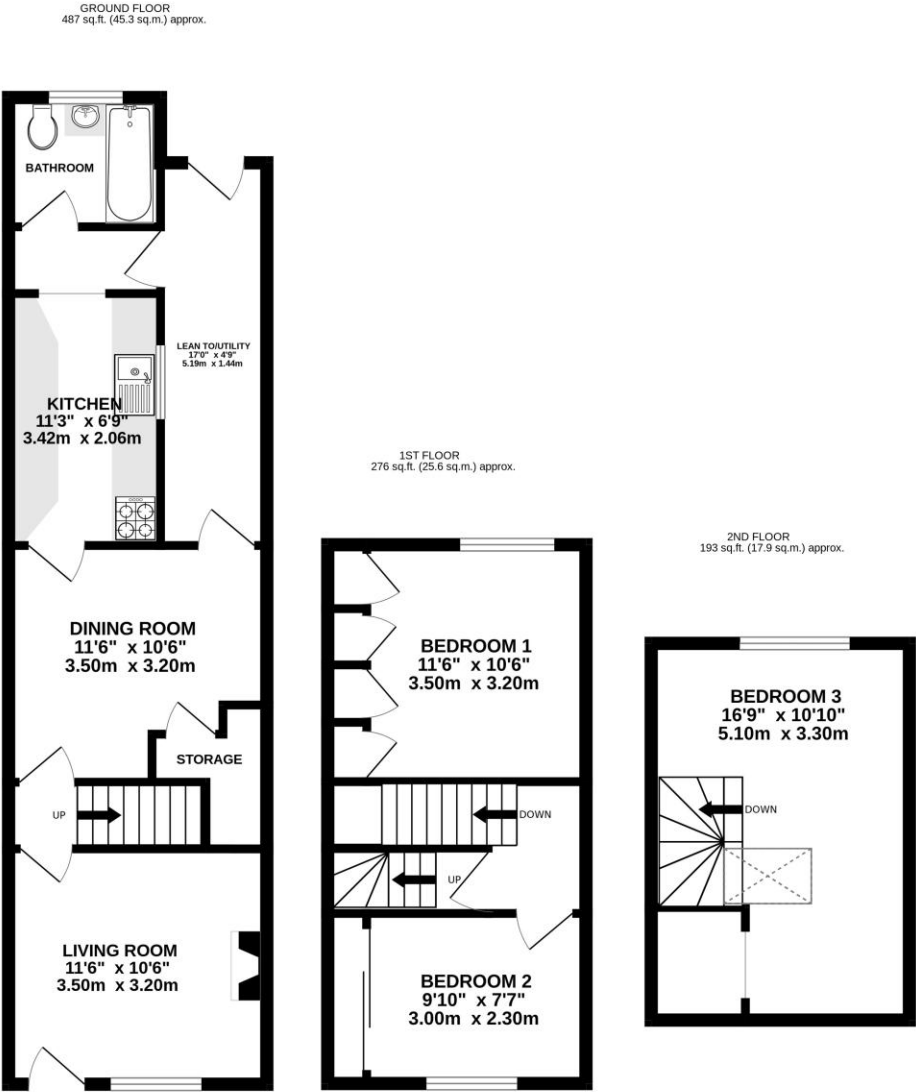 GROUND FLOOR
487 sq.ft. (45.3 sq.m.) approx.
BATHROOM
LEAN TO/UTILITY
17'0" x 4'9"
5.19m x 1.44m
KITCHEN
11'3" x 6'9"
3.42m x 2.06m
DINING ROOM
11'6" x 10'6"
3.50m x 3.20m
STORAGE
UP
LIVING ROOM
11'6" x 10'6"
3.50m x 3.20m
1ST FLOOR
276 sq.ft. (25.6 sq.m.) approx.
BEDROOM 1
11'6" x 10'6"
3.50m x 3.20m
DOWN
UP
BEDROOM 2
9'10" x 7'7"
3.00m x 2.30m
2ND FLOOR
193 sq.ft. (17.9 sq.m.) approx.
BEDROOM 3
16'9" x 10'10"
5.10m x 3.30m
DOWN